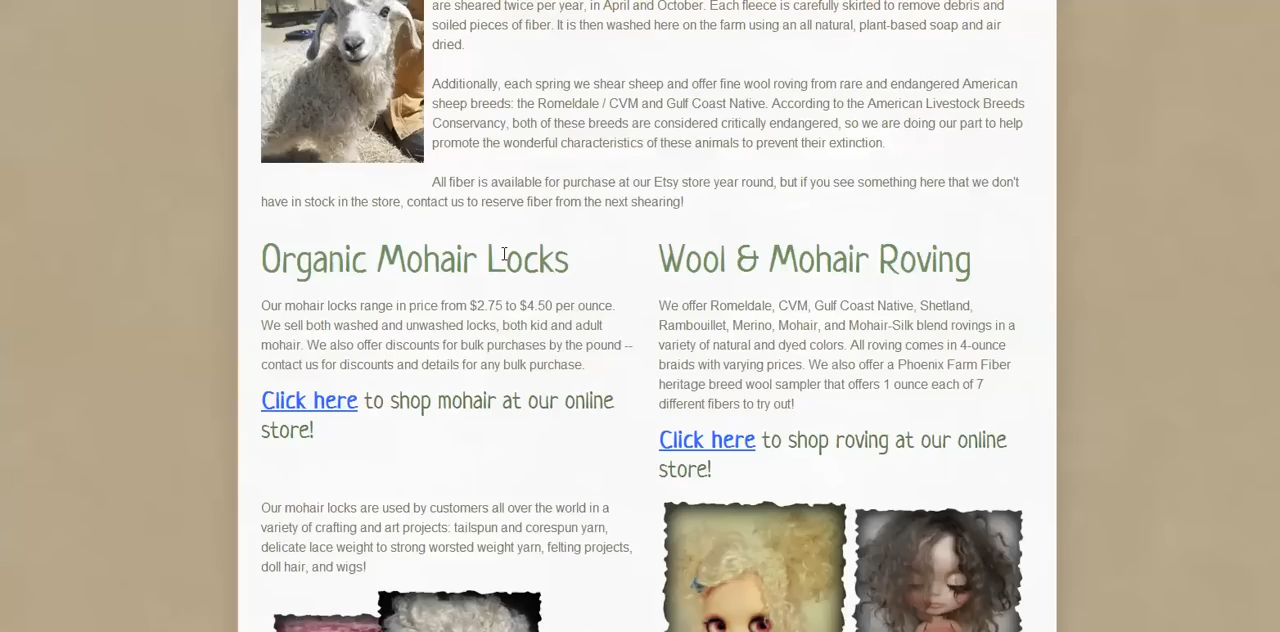 are sheared twice per year, in April and October. Each fleece is carefully skirted to remove debris and
soiled pieces of fiber. It is then washed here on the farm using an all natural, plant-based soap and air
dried.
Additionally, each spring we shear sheep and offer fine wool roving from rare and endangered American
sheep breeds: the Romeldale / CVM and Gulf Coast Native. According to the American Livestock Breeds
Conservancy, both of these breeds are considered critically endangered, so we are doing our part to help
promote the wonderful characteristics of these animals to prevent their extinction.
All fiber is available for purchase at our Etsy store year round, but if you see something here that we don't
have in stock in the store, contact us to reserve fiber from the next shearing!
Organic Mohair Locks
Our mohair locks range in price from $2.75 to $4.50 per ounce.
We sell both washed and unwashed locks, both kid and adult
mohair. We also offer discounts for bulk purchases by the pound --
contact us for discounts and details for any bulk purchase.
Click here to shop mohair at our online
store!
Our mohair locks are used by customers all over the world in a
variety of crafting and art projects: tailspun and corespun yarn,
delicate lace weight to strong worsted weight yarn, felting projects,
doll hair, and wigs!
Wool & Mohair Roving
We offer Romeldale, CVM, Gulf Coast Native, Shetland,
Rambouillet, Merino, Mohair, and Mohair-Silk blend rovings in a
variety of natural and dyed colors. All roving comes in 4-ounce
braids with varying prices. We also offer a Phoenix Farm Fiber
heritage breed wool sampler that offers 1 ounce each of 7
different fibers to try out!
Click here to shop roving at our online
store!